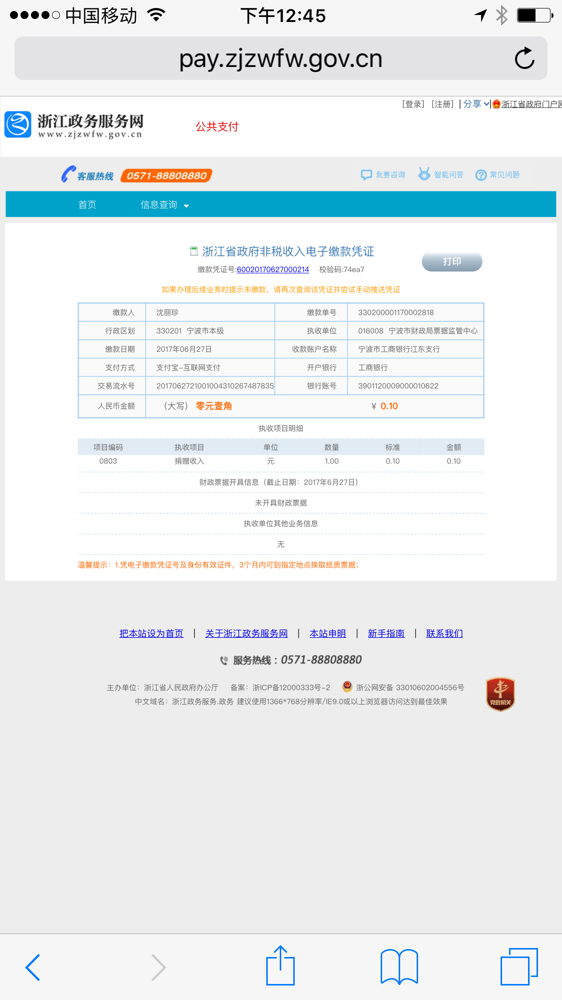 中国移动 下午12:45
pay.zjzwfw.gov.cn
[登录] [注册] | 分享 | 浙江省政府门户网
浙江政务服务网
www.zjzwfw.gov.cn
公共支付
客服热线 0571-88808880 我要咨询 智能问答 常见问题
首页 信息查询
浙江省政府非税收入电子缴款凭证
打印
缴款凭证号:60020170627000214 校验码:74ea7
如果办理后续业务时提示未缴款，请再次查询该凭证并尝试手动推送凭证
缴款人 沈丽珍 缴款单号 330200001170002818
行政区划 330201 宁波市本级 执收单位 016008 宁波市财政局票据监管中心
缴款日期 2017年06月27日 收款账户名称 宁波市工商银行江东支行
支付方式 支付宝-互联网支付 开户银行 工商银行
交易流水号 2017062721001004310267487835 银行账号 3901120009000010622
人民币金额 （大写） 零元壹角 ￥ 0.10
执收项目明细
项目编码 执收项目 单位 数量 标准 金额
0803 捐赠收入 元 1.00 0.10 0.10
财政票据开具信息（截止日期：2017年6月27日）
未开具财政票据
执收单位其他业务信息
无
温馨提示：1.凭电子缴款凭证号及身份有效证件，3个月内可到指定地点换取纸质票据；
把本站设为首页 | 关于浙江政务服务网 | 本站申明 | 新手指南 | 联系我们
服务热线：0571-88808880
主办单位：浙江省人民政府办公厅 备案：浙ICP备12000333号-2 浙公网安备 33010602004556号
中文域名：浙江政务服务.政务 建议使用1366*768分辨率/IE9.0或以上浏览器访问达到最佳效果
党政机关